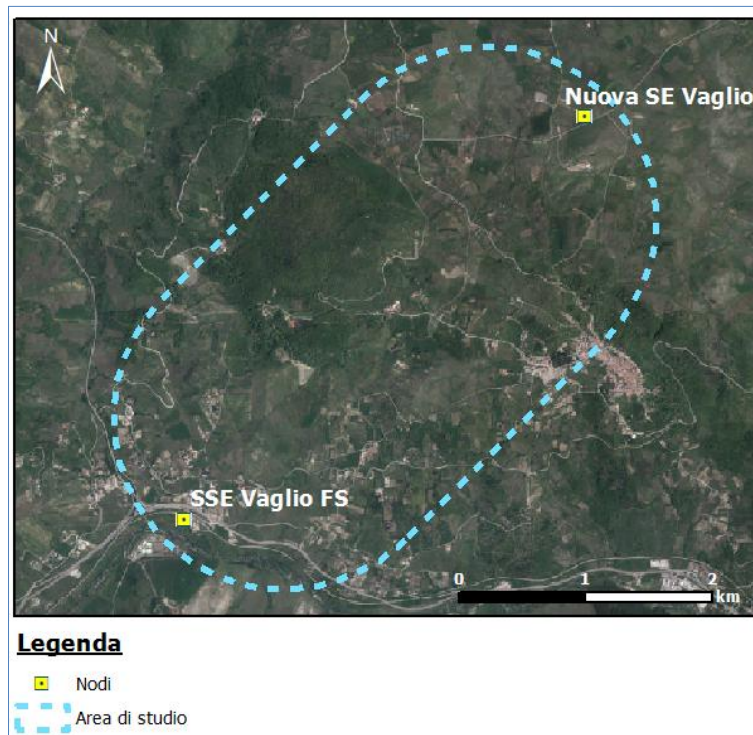 N
Nuova SE Vaglio
SSE Vaglio FS
0 1 2
km
Legenda
Nodi
Area di studio